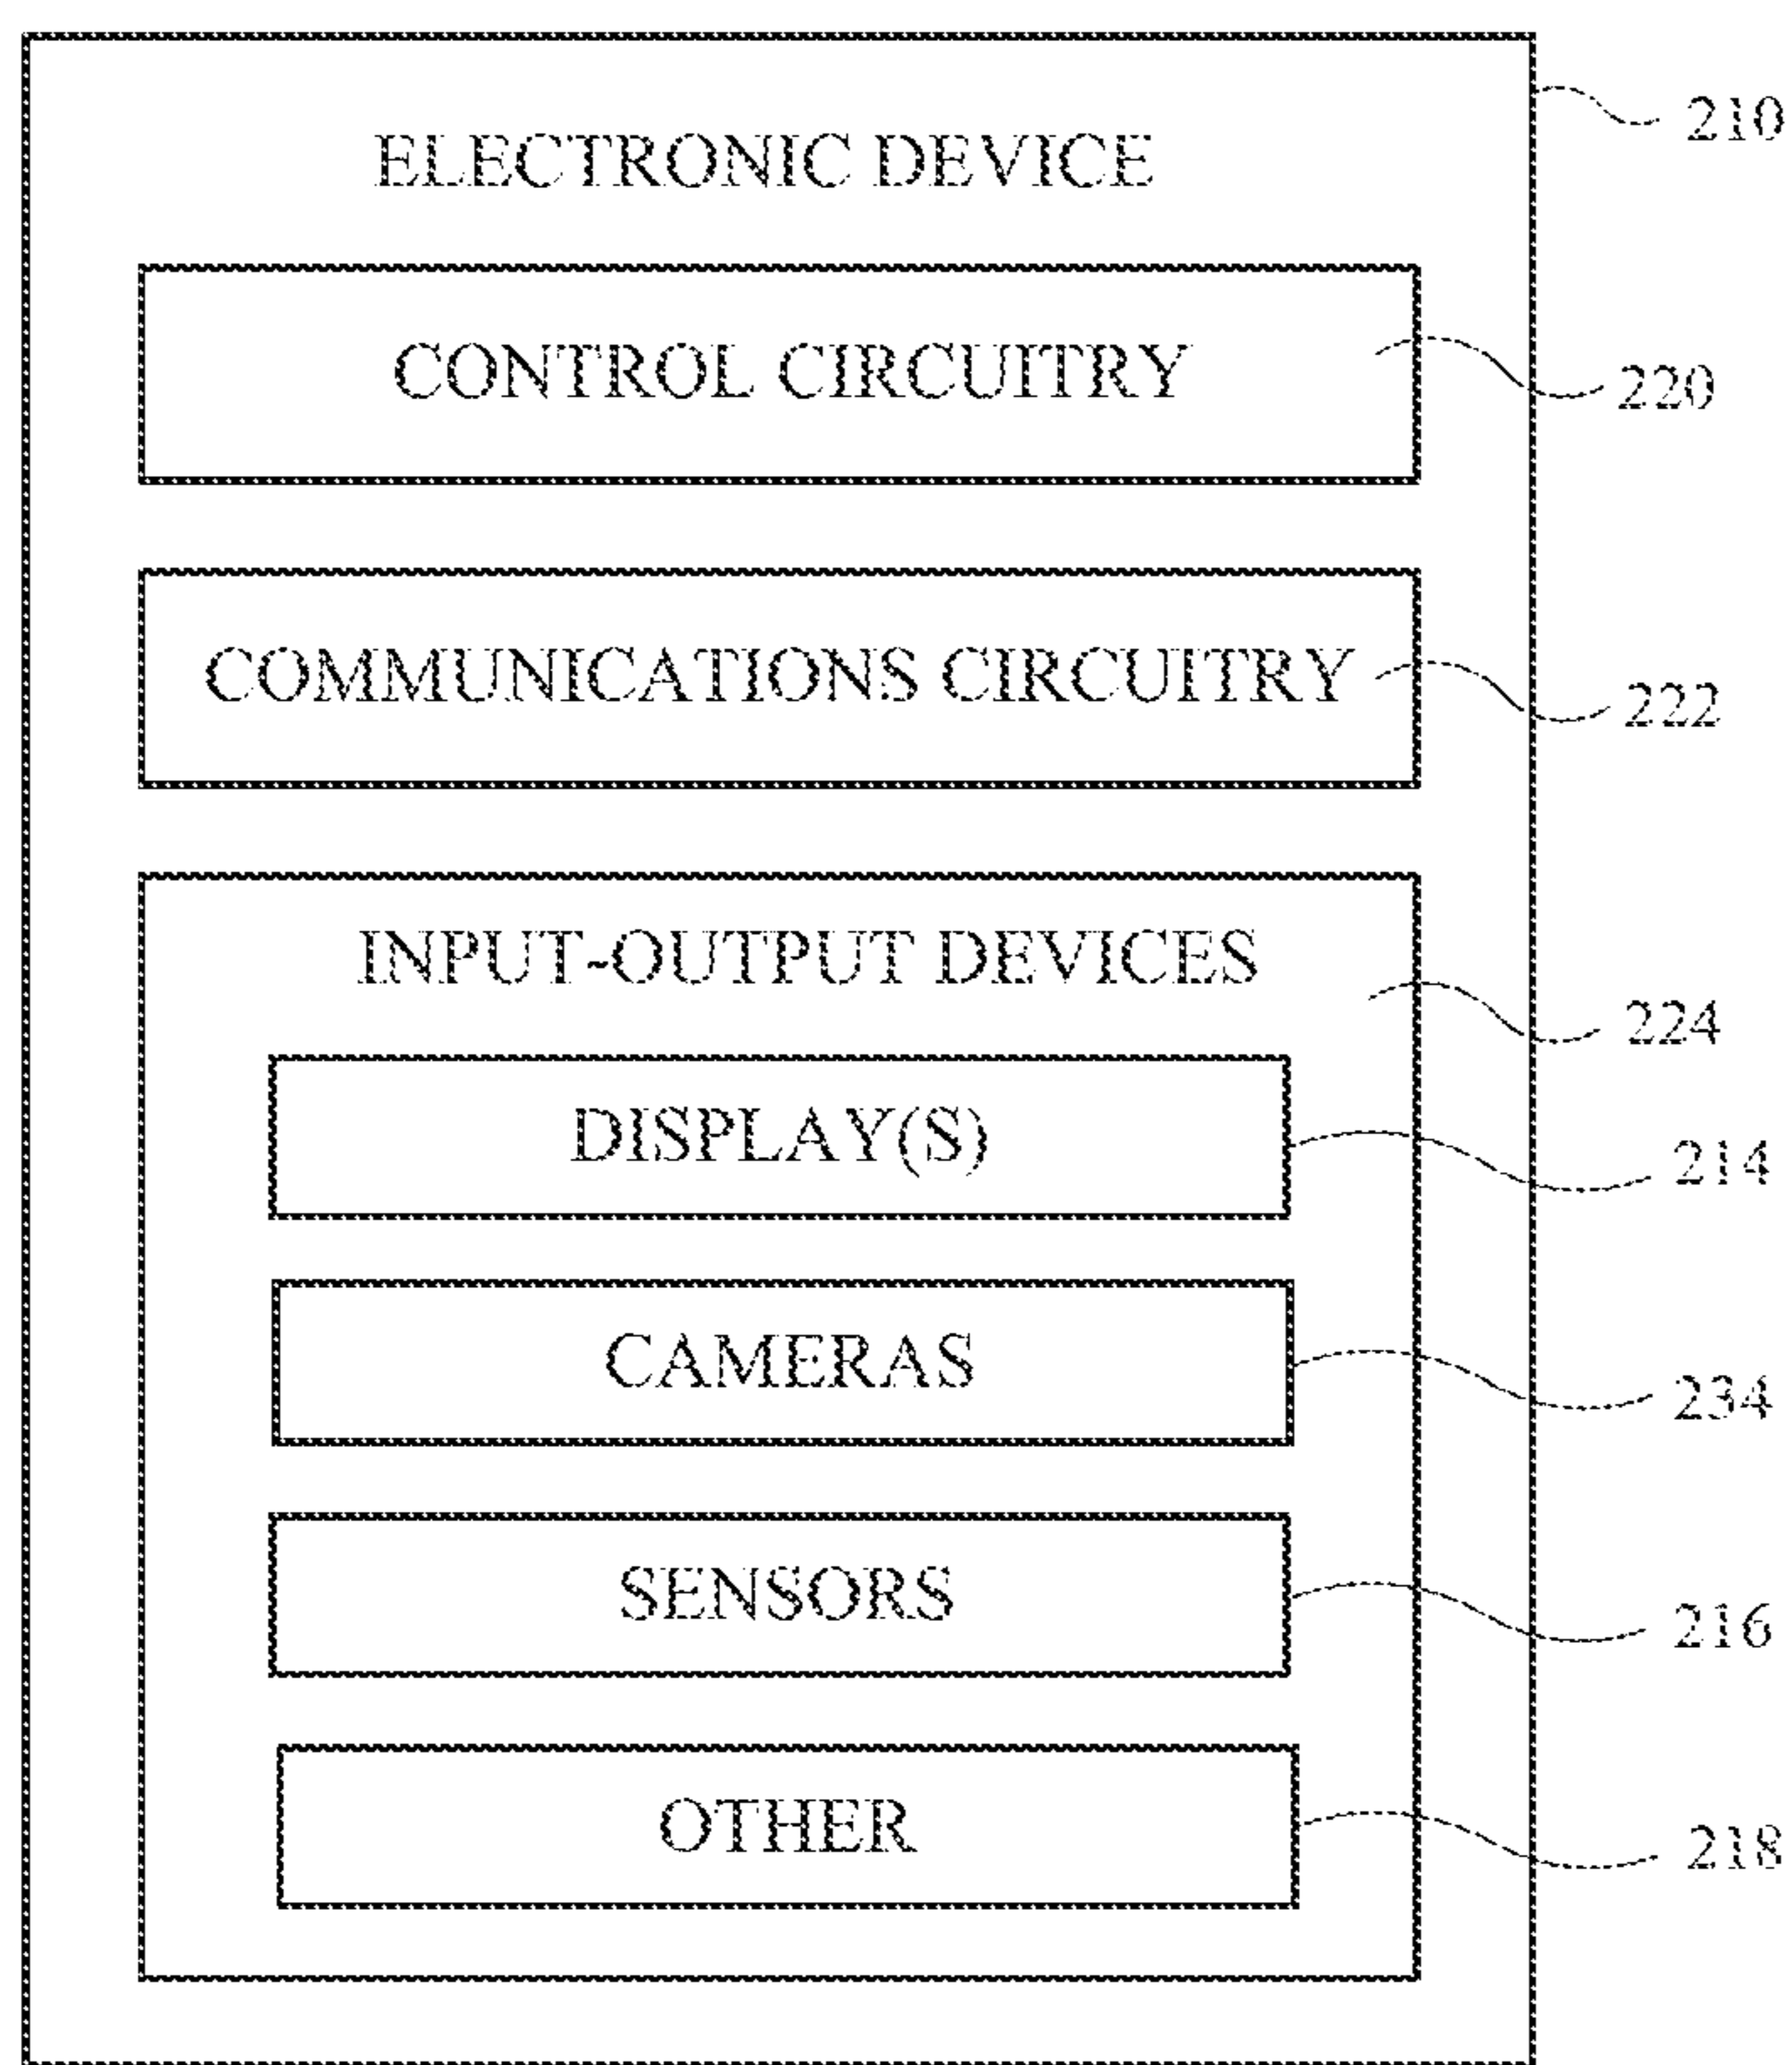 ELECTRONIC DEVICE
210
CONTROL CIRCUITRY
220
COMMUNICATIONS CIRCUITRY
222
INPUT-OUTPUT DEVICES
224
DISPLAY(S)
214
CAMERAS
234
SENSORS
216
OTHER
218